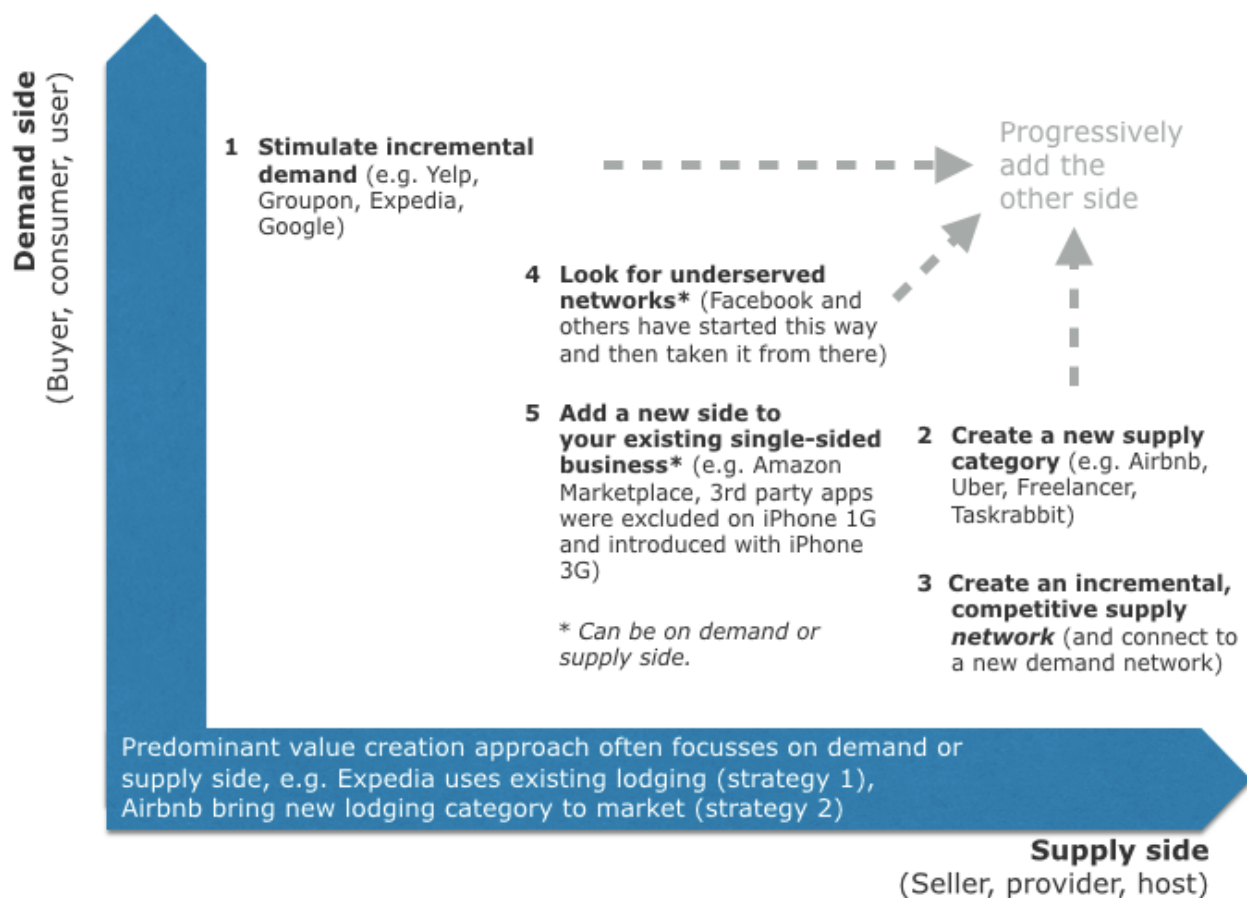 Demand side
(Buyer, consumer, user)
1 Stimulate incremental
demand (e.g. Yelp,
Groupon, Expedia,
Google)
Progressively
add the
other side
4 Look for underserved
networks* (Facebook and
others have started this way
and then taken it from there)
5 Add a new side to
your existing single-sided
business* (e.g. Amazon
Marketplace, 3rd party apps
were excluded on iPhone 1G
and introduced with iPhone
3G)
* Can be on demand or
supply side.
2 Create a new supply
category (e.g. Airbnb,
Uber, Freelancer,
Taskrabbit)
3 Create an incremental,
competitive supply
network (and connect to
a new demand network)
Predominant value creation approach often focusses on demand or
supply side, e.g. Expedia uses existing lodging (strategy 1),
Airbnb bring new lodging category to market (strategy 2)
Supply side
(Seller, provider, host)